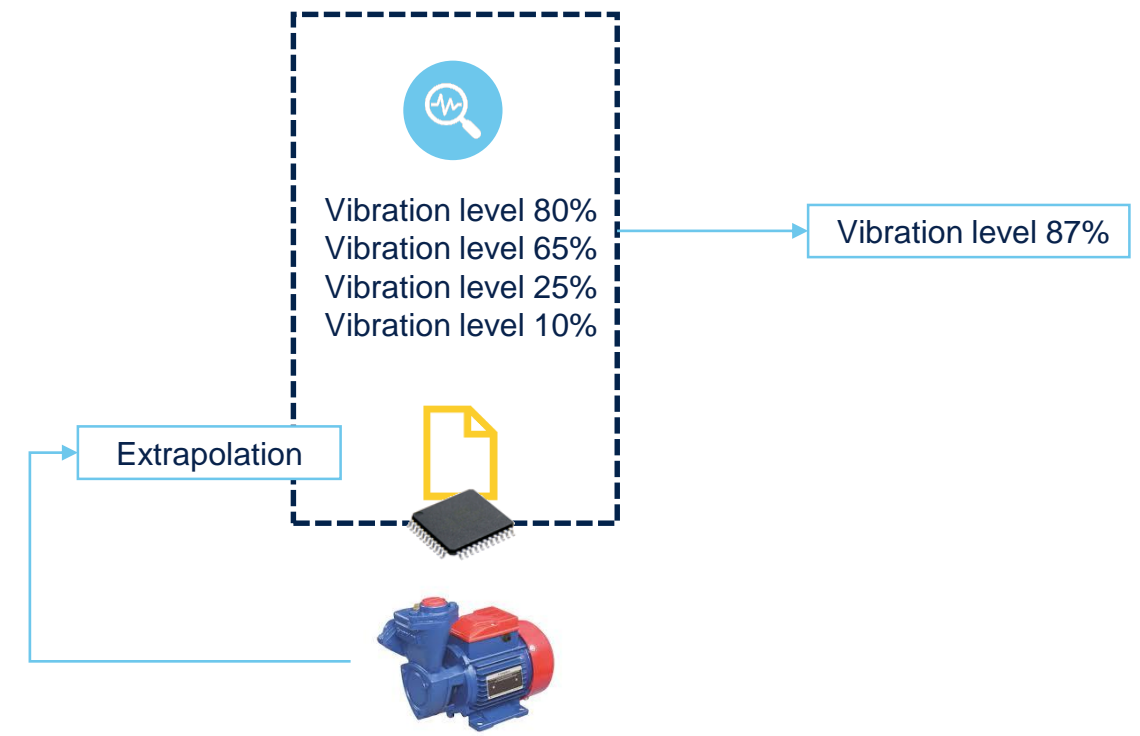 Vibration level 80%
Vibration level 65%
Vibration level 25%
Vibration level 10%
Vibration level 87%
Extrapolation